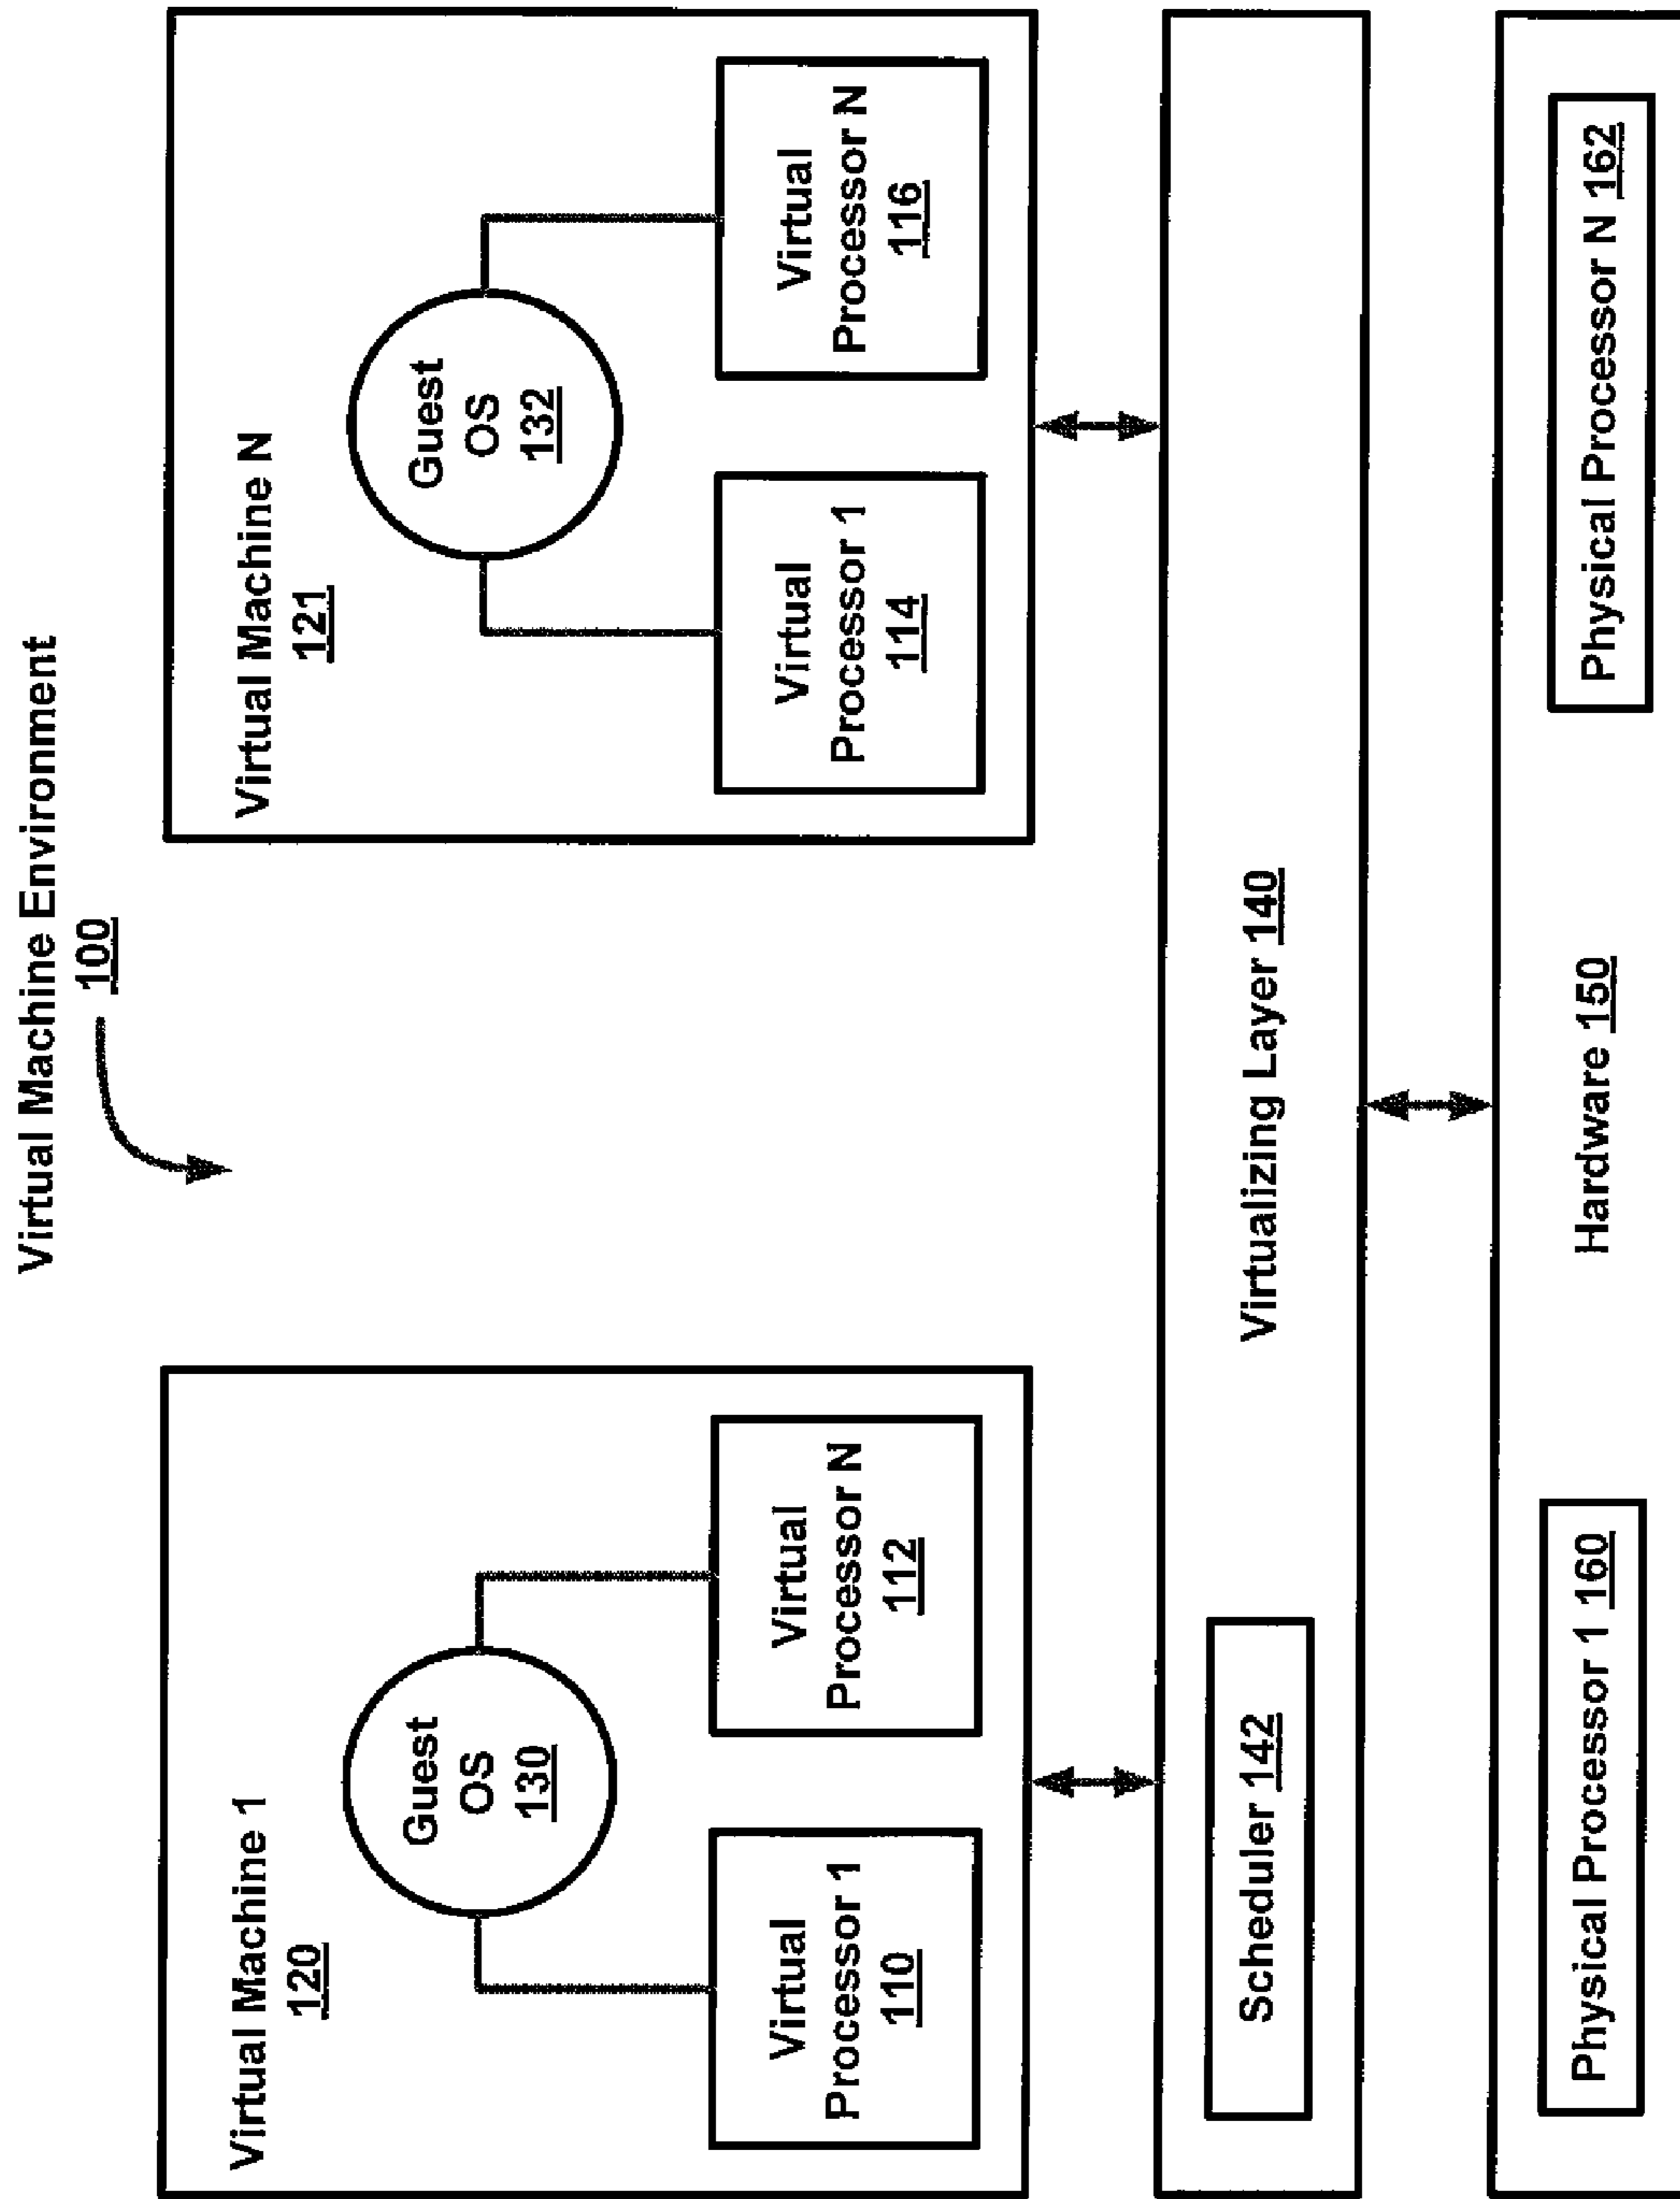 Virtual Machine Environment
100
Virtual Machine 1
120
Guest
OS
130
Virtual
Processor 1
110
Virtual
Processor N
112
Virtual Machine N
121
Guest
OS
132
Virtual
Processor 1
114
Virtual
Processor N
116
Scheduler 142
Virtualizing Layer 140
Physical Processor 1 160
Hardware 150
Physical Processor N 162